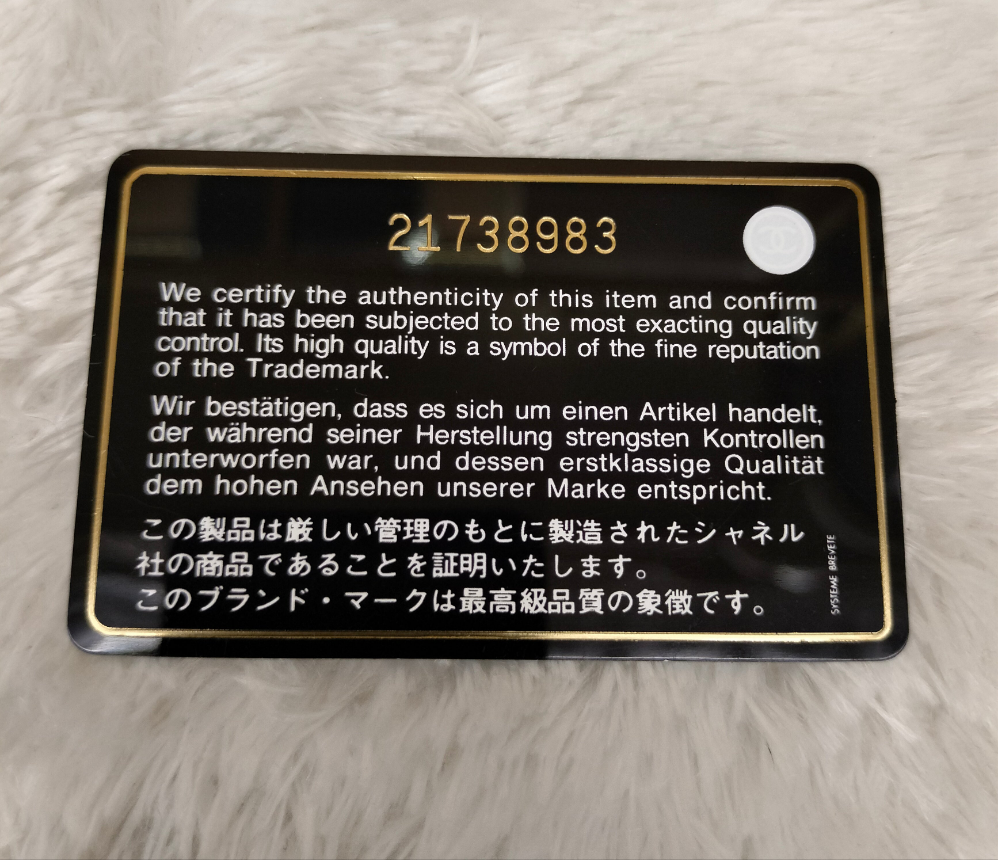 21738983
We certify the authenticity of this item and confirm
that it has been subjected to the most exacting quality
control. Its high quality is a symbol of the fine reputation
of the Trademark.
Wir bestätigen, dass es sich um einen Artikel handelt,
der während seiner Herstellung strengsten Kontrollen
unterworfen war, und dessen erstklassige Qualität
dem hohen Ansehen unserer Marke entspricht.
この製品は厳しい管理のもとに製造されたシャネル
社の商品であることを証明いたします。
このブランド・マークは最高級品質の象徴です。
SYSTEME BREVETE